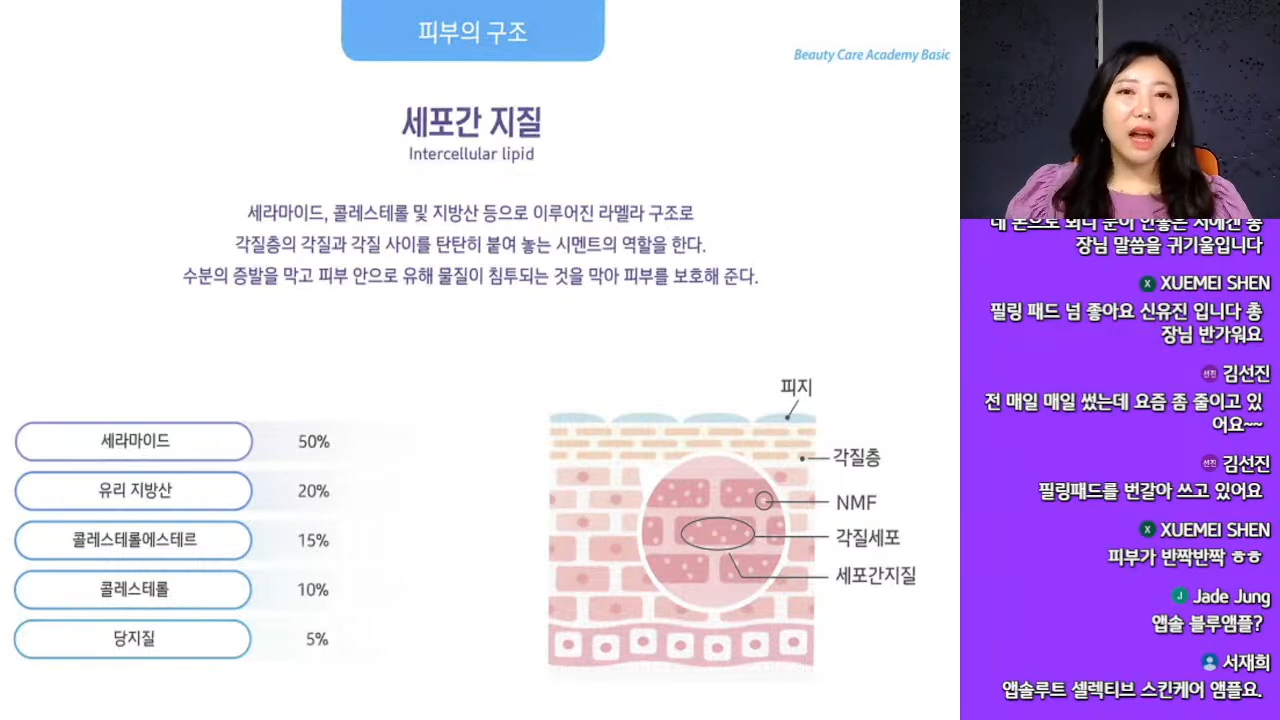 피부의 구조
Beauty Care Academy Basic
세포간 지질
Intercellular lipid
세라마이드, 콜레스테롤 및 지방산 등으로 이루어진 라멜라 구조로
각질층의 각질과 각질 사이를 탄탄히 붙여 놓는 시멘트의 역할을 한다.
수분의 증발을 막고 피부 안으로 유해 물질이 침투되는 것을 막아 피부를 보호해 준다.
세라마이드 50%
유리 지방산 20%
콜레스테롤에스테르 15%
콜레스테롤 10%
당지질 5%
피지
각질층
NMF
각질세포
세포간지질
장님 말씀을 귀기울입니다
X XUEMEI SHEN
필링 패드 넘 좋아요 신유진 입니다 총
장님 반가워요
선진 김선진
전 매일 매일 썼는데 요즘 좀 줄이고 있
어요~~
선진 김선진
필링패드를 번갈아 쓰고 있어요
X XUEMEI SHEN
피부가 반짝반짝 ㅎㅎ
J Jade Jung
앱솔 블루앰플?
서재희
앱솔루트 셀렉티브 스킨케어 앰플요.